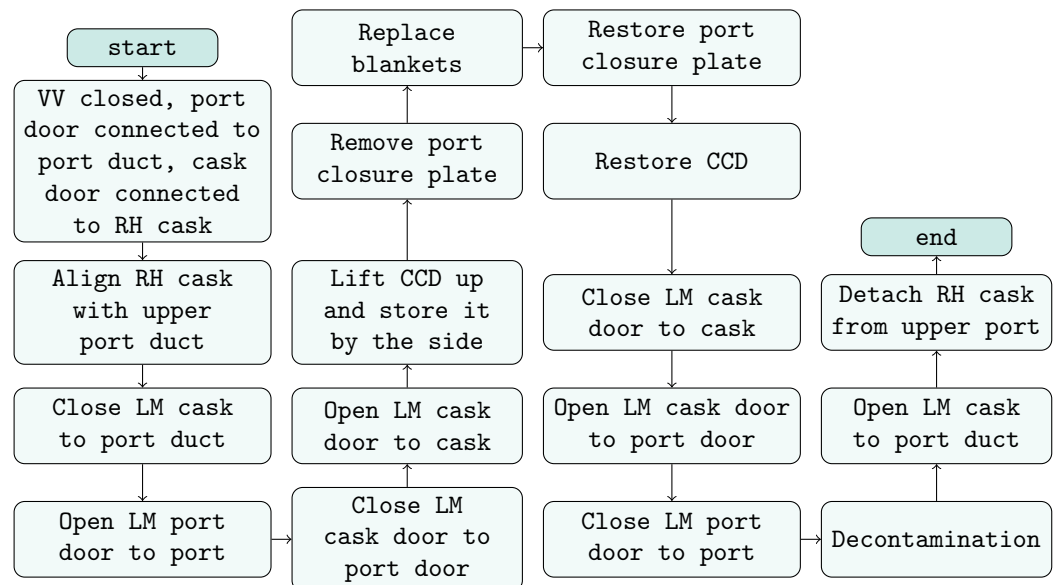 start
VV closed, port
door connected to
port duct, cask
door connected
to RH cask
Align RH cask
with upper
port duct
Close LM cask
to port duct
Open LM port
door to port
Close LM
cask door to
port door
Open LM cask
door to cask
Lift CCD up
and store it
by the side
Remove port
closure plate
Replace
blankets
Restore port
closure plate
Restore CCD
Close LM cask
door to cask
Open LM cask door
to port door
Close LM port
door to port
Decontamination
Open LM cask
to port duct
Detach RH cask
from upper port
end